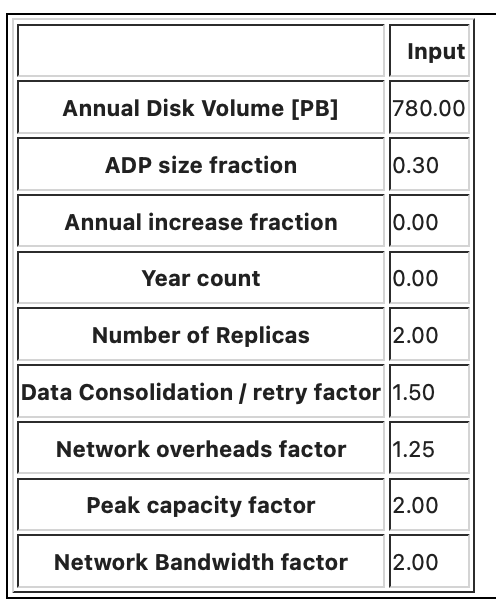 Input
Annual Disk Volume [PB] 780.00
ADP size fraction 0.30
Annual increase fraction 0.00
Year count 0.00
Number of Replicas 2.00
Data Consolidation / retry factor 1.50
Network overheads factor 1.25
Peak capacity factor 2.00
Network Bandwidth factor 2.00